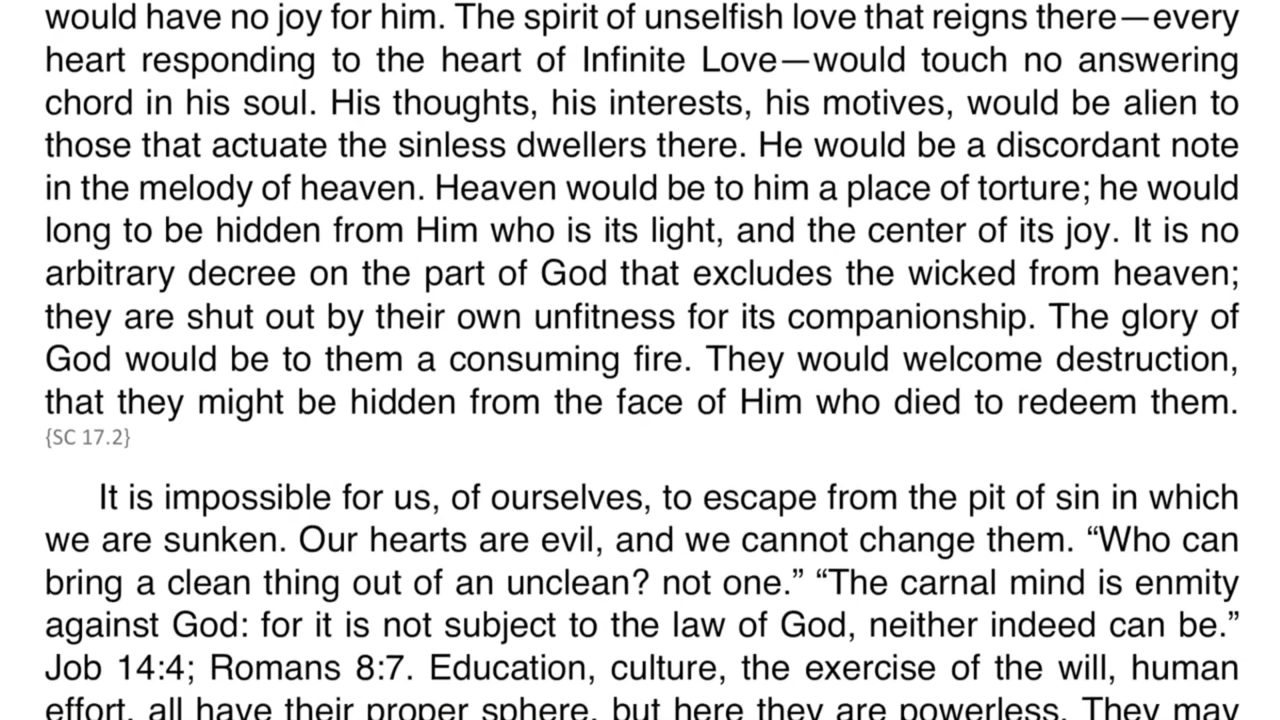 would have no joy for him. The spirit of unselfish love that reigns there—every
heart responding to the heart of Infinite Love—would touch no answering
chord in his soul. His thoughts, his interests, his motives, would be alien to
those that actuate the sinless dwellers there. He would be a discordant note
in the melody of heaven. Heaven would be to him a place of torture; he would
long to be hidden from Him who is its light, and the center of its joy. It is no
arbitrary decree on the part of God that excludes the wicked from heaven;
they are shut out by their own unfitness for its companionship. The glory of
God would be to them a consuming fire. They would welcome destruction,
that they might be hidden from the face of Him who died to redeem them.
{SC 17.2}
It is impossible for us, of ourselves, to escape from the pit of sin in which
we are sunken. Our hearts are evil, and we cannot change them. “Who can
bring a clean thing out of an unclean? not one.” “The carnal mind is enmity
against God: for it is not subject to the law of God, neither indeed can be.”
Job 14:4; Romans 8:7. Education, culture, the exercise of the will, human
effort, all have their proper sphere, but here they are powerless. They may